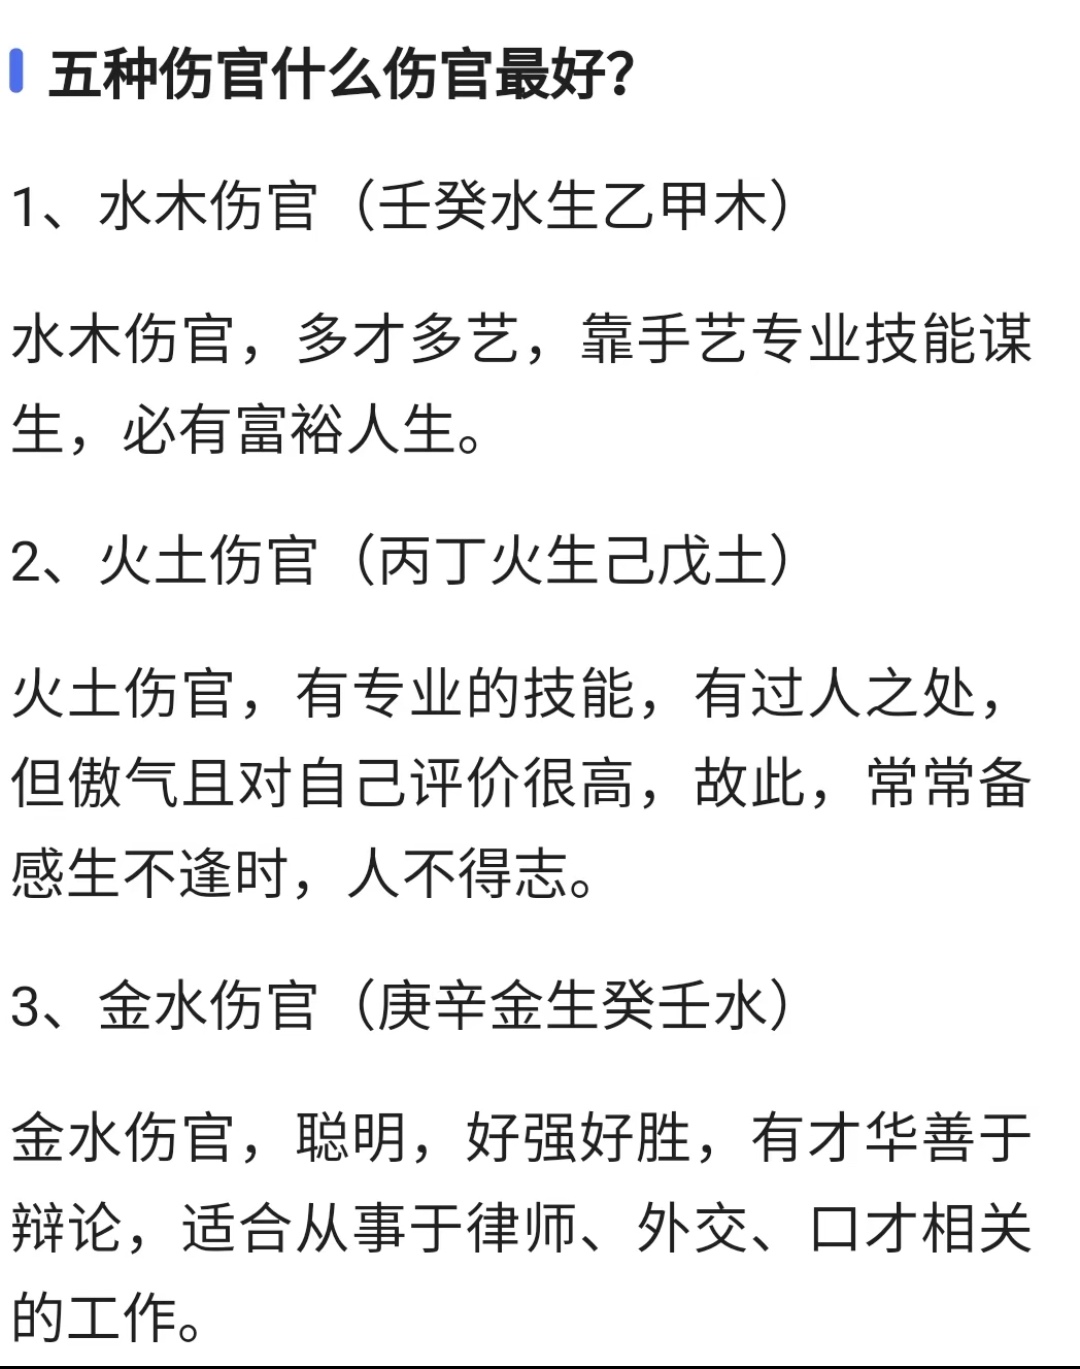 五种伤官什么伤官最好?
1、水木伤官（壬癸水生乙甲木）
水木伤官，多才多艺，靠手艺专业技能谋
生，必有富裕人生。
2、火土伤官（丙丁火生己戊土）
火土伤官，有专业的技能，有过人之处，
但傲气且对自己评价很高，故此，常常备
感生不逢时，人不得志。
3、金水伤官（庚辛金生癸壬水）
金水伤官，聪明，好强好胜，有才华善于
辩论，适合从事于律师、外交、口才相关
的工作。